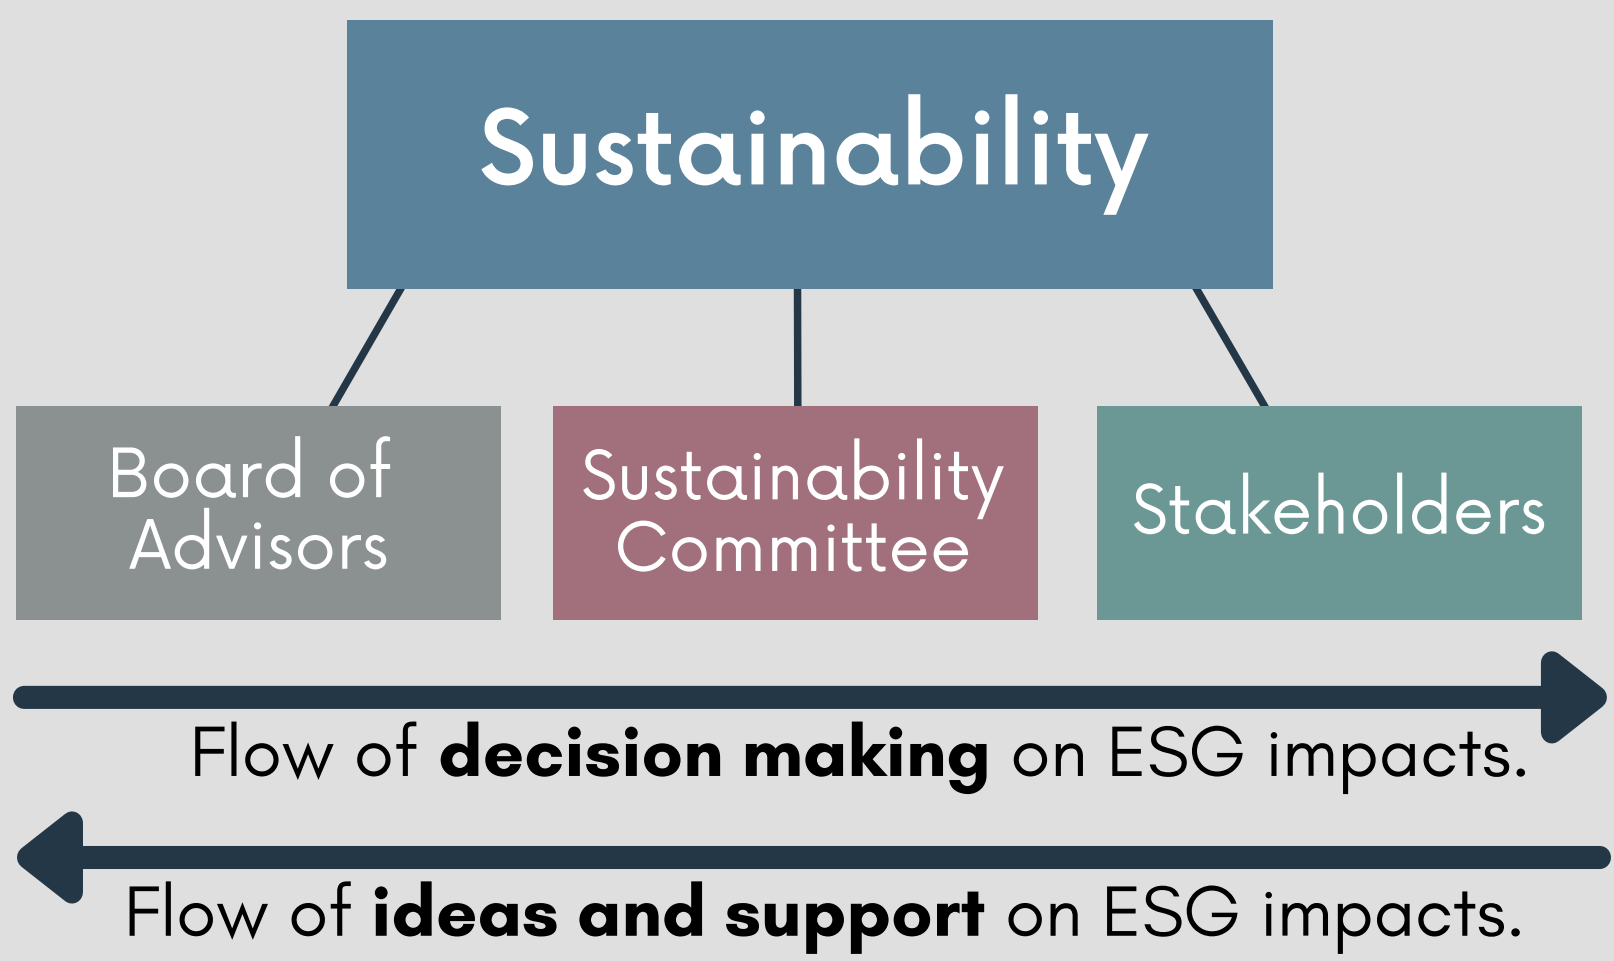 Sustainability
Board of
Advisors
Sustainability
Committee
Stakeholders
Flow of decision making on ESG impacts.
Flow of ideas and support on ESG impacts.